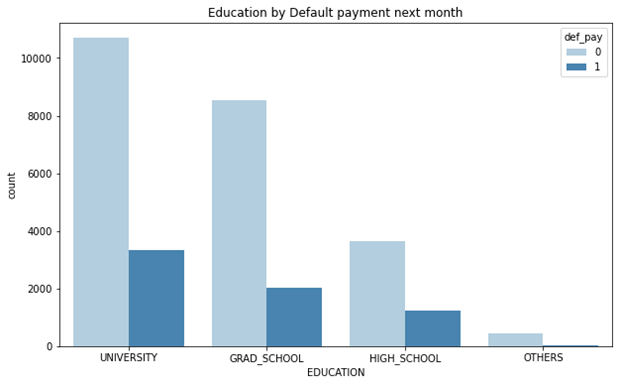 Education by Default payment next month
def_pay
0
1
10000
8000
6000
4000
2000
0
count
UNIVERSITY GRAD_SCHOOL HIGH_SCHOOL OTHERS
EDUCATION